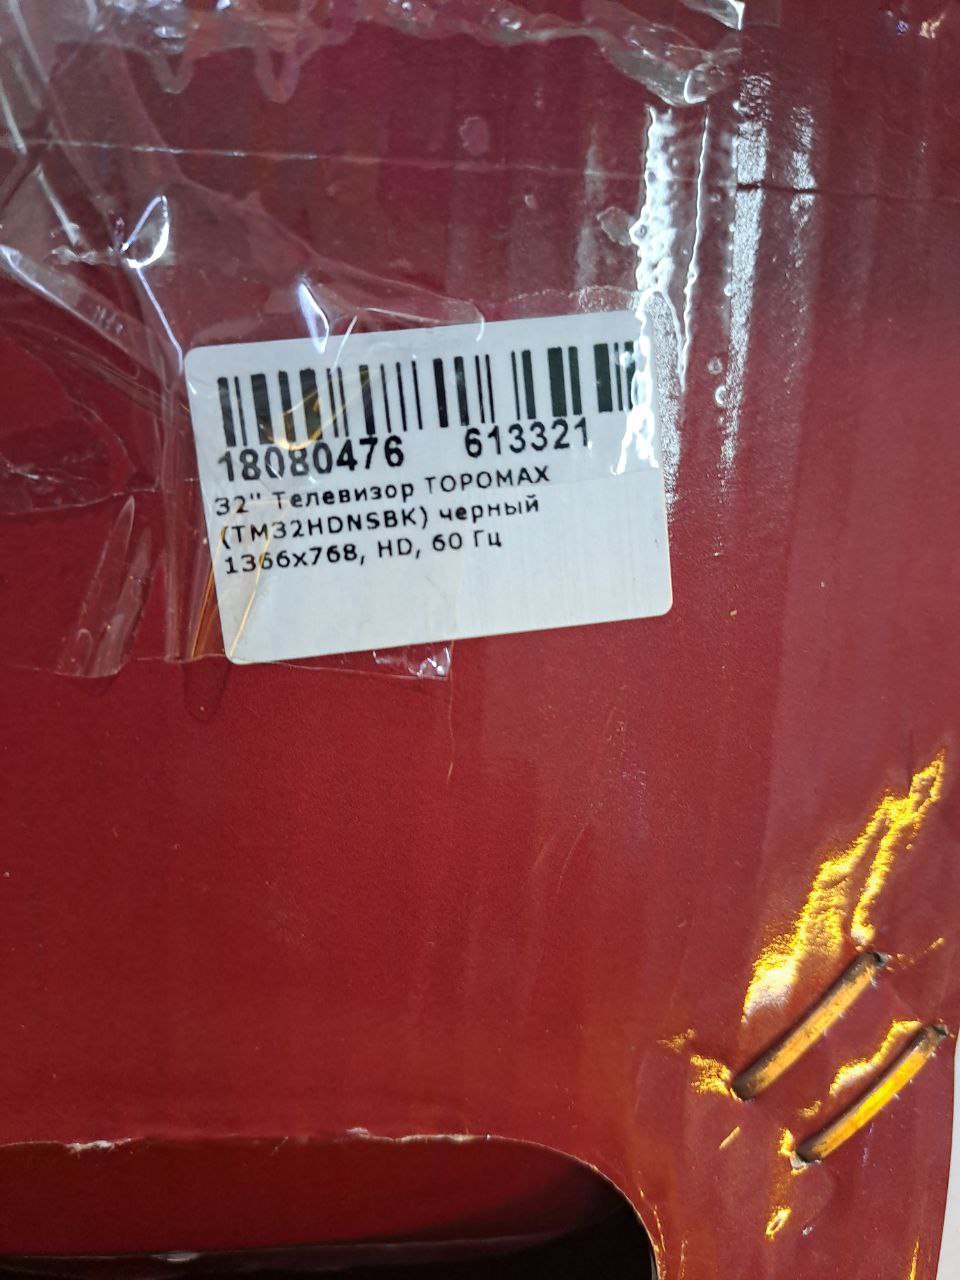 18080476 613321
32" Телевизор TOPOMAX
(TM32HDNSBK) черный
1366x768, HD, 60 Гц